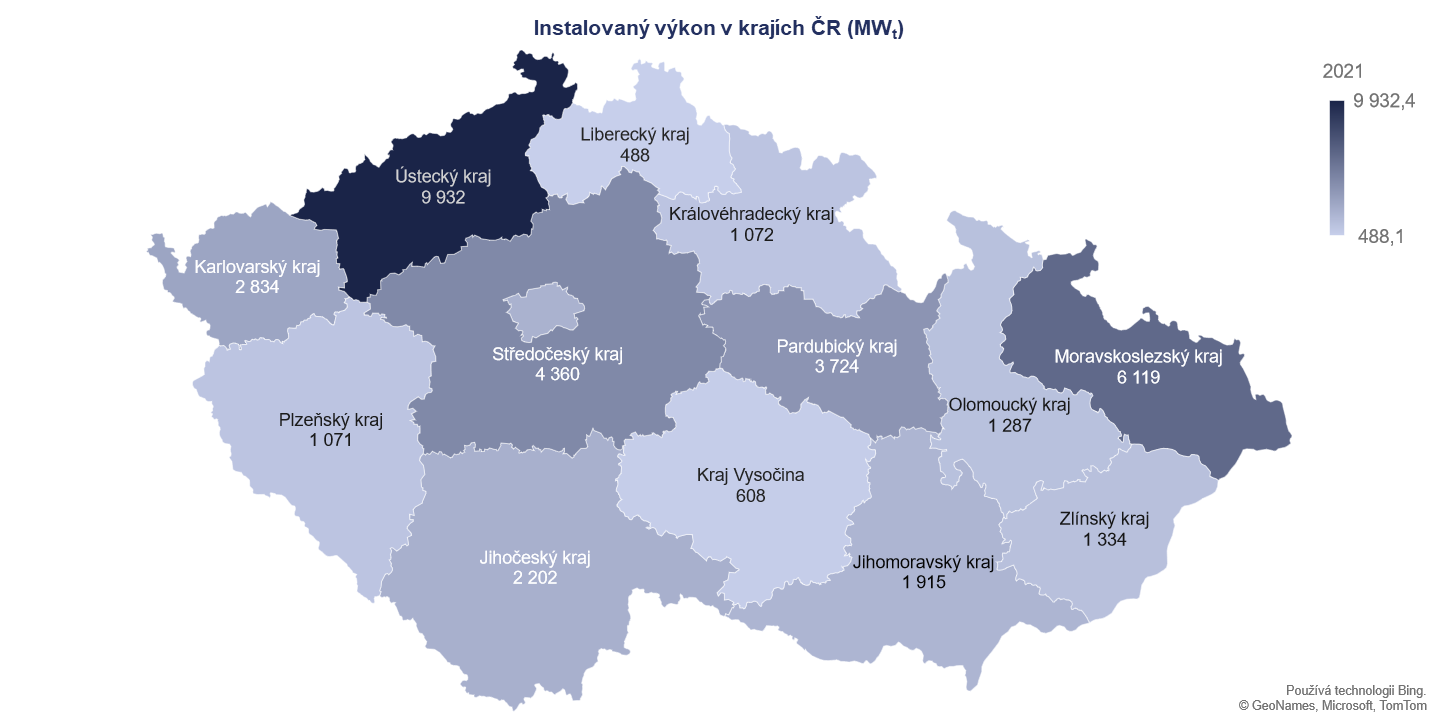 Instalovaný výkon v krajích ČR (MWt)
2021
9 932,4
488,1
Liberecký kraj
488
Ústecký kraj
9 932
Královéhradecký kraj
1 072
Karlovarský kraj
2 834
Středočeský kraj
4 360
Pardubický kraj
3 724
Moravskoslezský kraj
6 119
Plzeňský kraj
1 071
Olomoucký kraj
1 287
Kraj Vysočina
608
Zlínský kraj
1 334
Jihočeský kraj
2 202
Jihomoravský kraj
1 915
Používá technologii Bing.
© GeoNames, Microsoft, TomTom